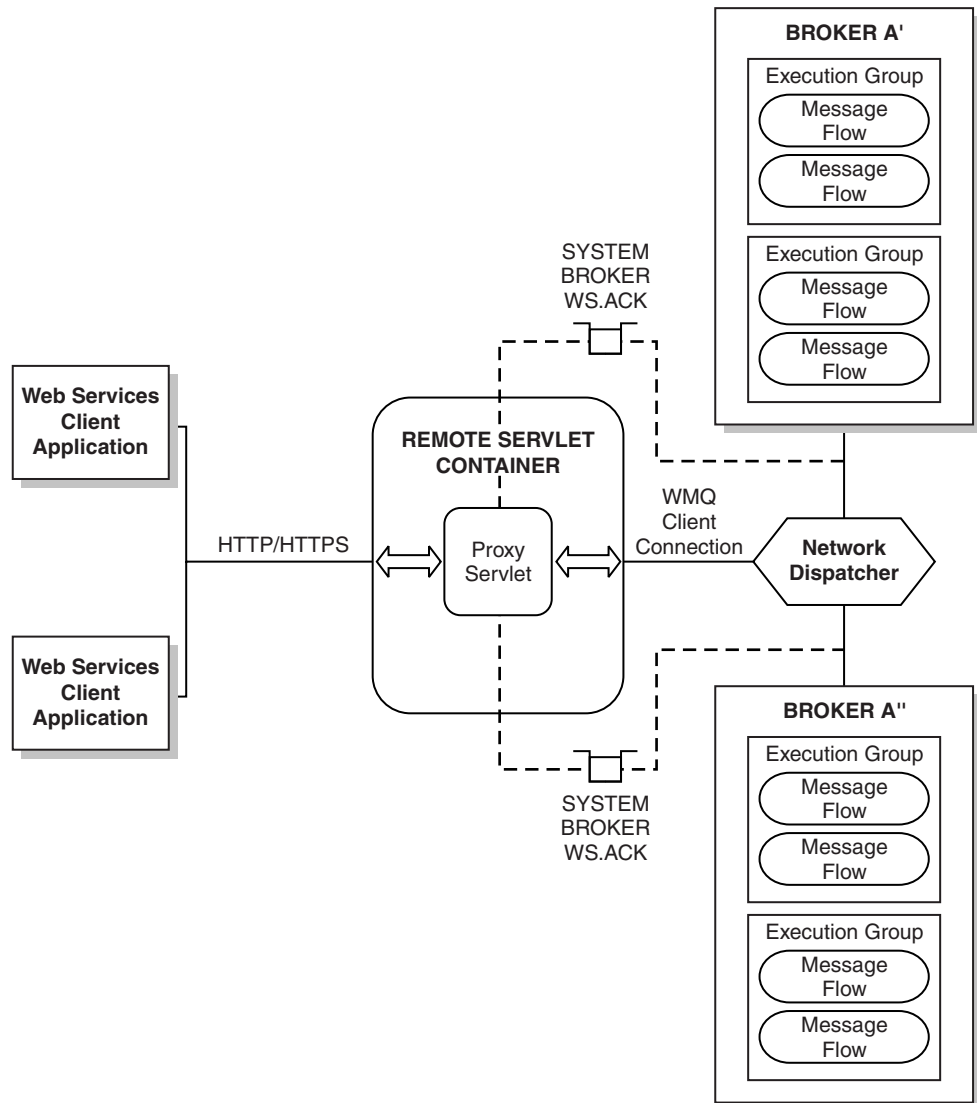 BROKER A'
Execution Group
Message
Flow
Message
Flow
Execution Group
Message
Flow
Message
Flow
SYSTEM
BROKER
WS.ACK
Web Services
Client
Application
REMOTE SERVLET
CONTAINER
HTTP/HTTPS
Proxy
Servlet
WMQ
Client
Connection
Network
Dispatcher
Web Services
Client
Application
SYSTEM
BROKER
WS.ACK
BROKER A''
Execution Group
Message
Flow
Message
Flow
Execution Group
Message
Flow
Message
Flow